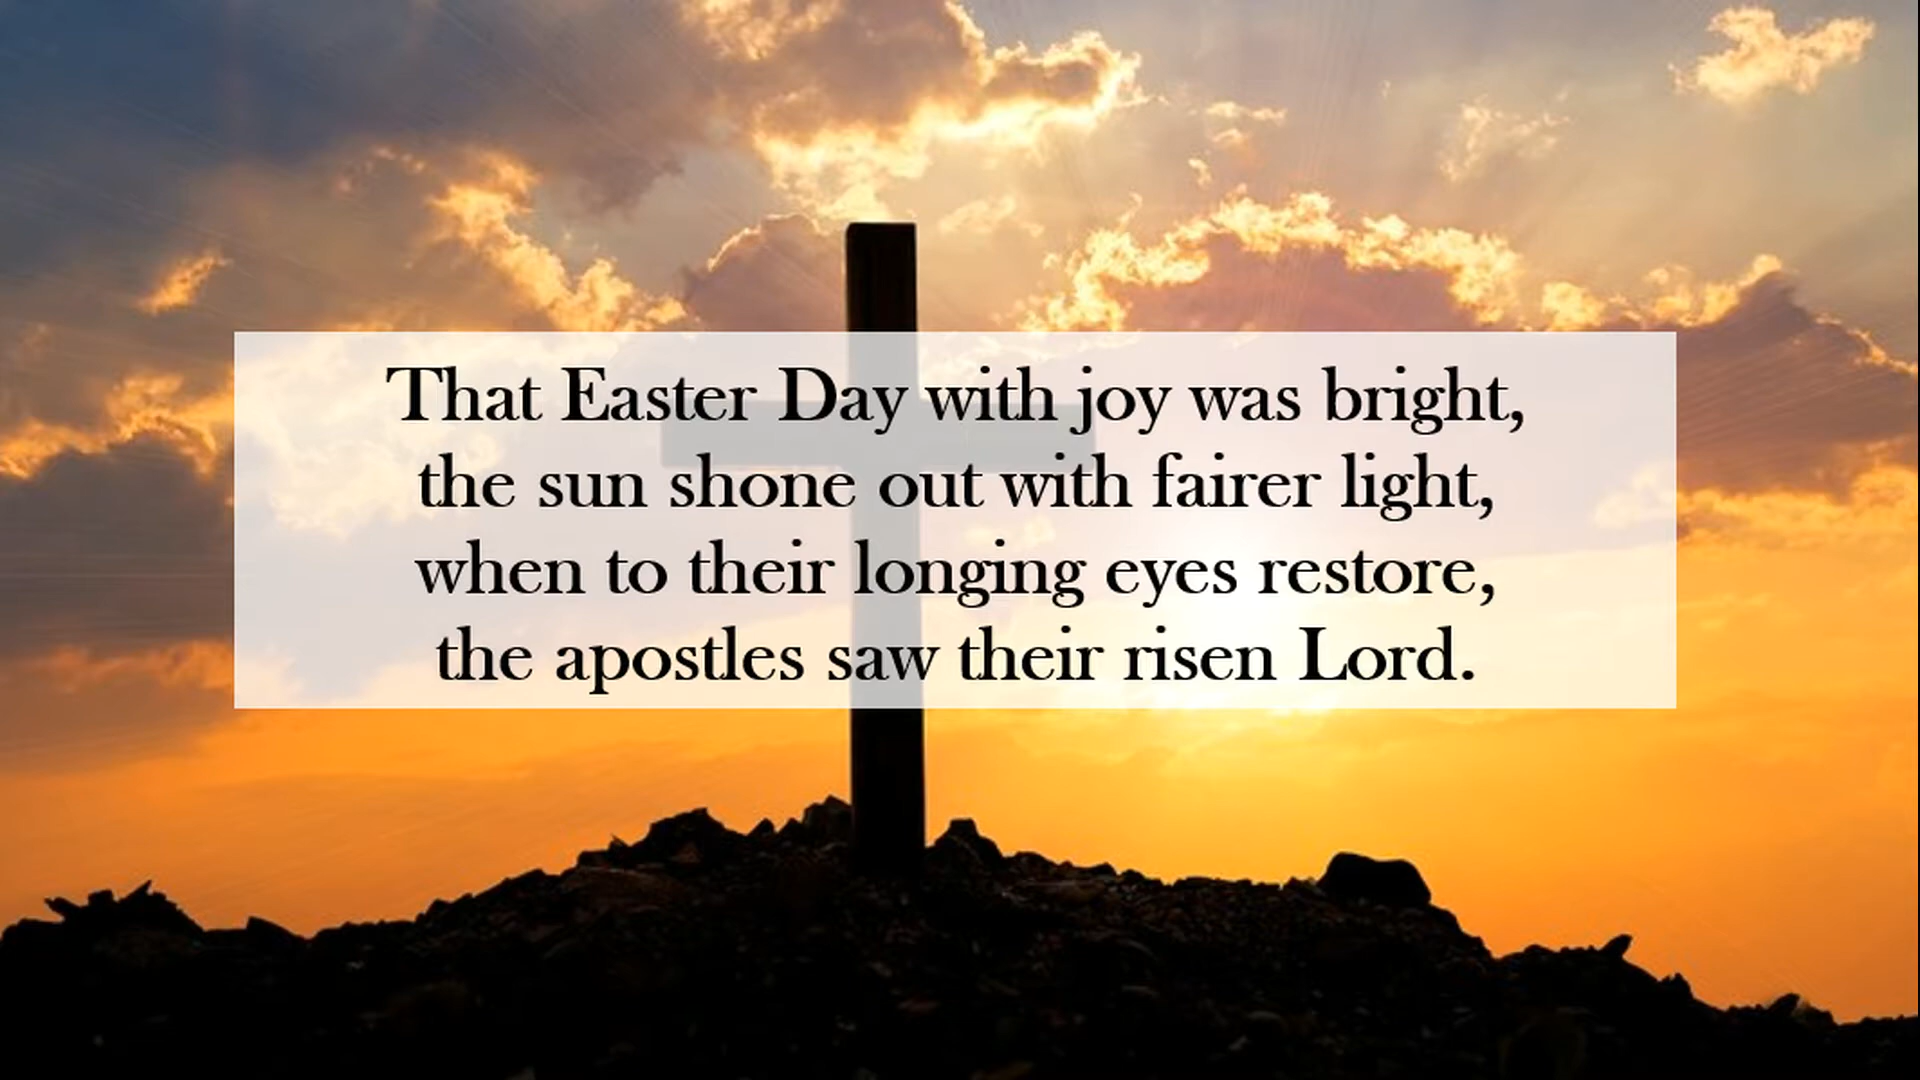 That Easter Day with joy was bright,
the sun shone out with fairer light,
when to their longing eyes restore,
the apostles saw their risen Lord.